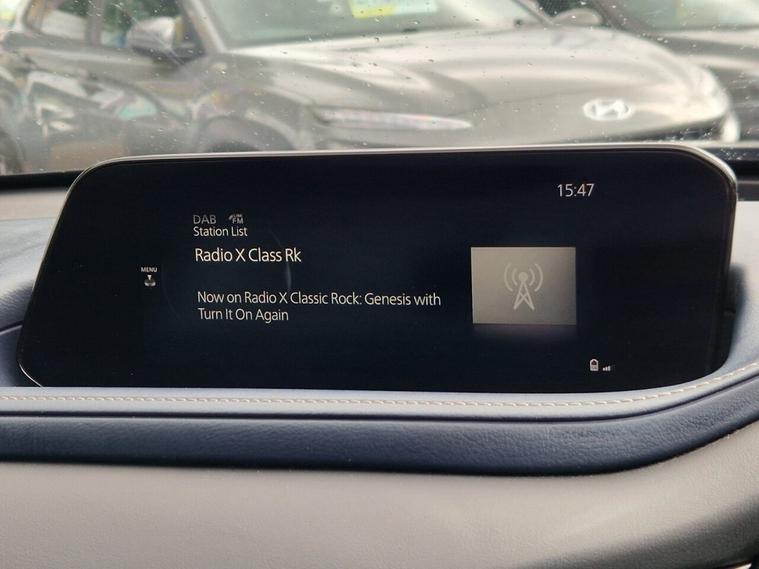 15:47
DAB FM
Station List
Radio X Class Rk
MENU
Now on Radio X Classic Rock: Genesis with
Turn It On Again